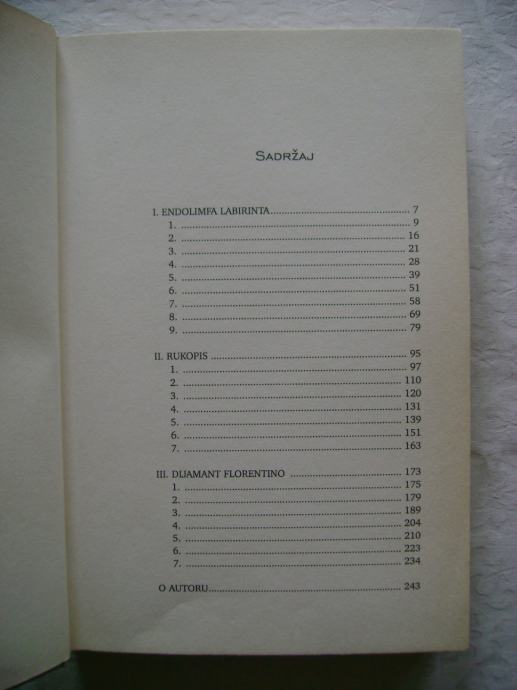 SADRŽAJ
I. ENDOLIMFA LABIRINTA........................................ 7
1. ................................................................ 9
2. ................................................................ 16
3. ................................................................ 21
4. ................................................................ 28
5. ................................................................ 39
6. ................................................................ 51
7. ................................................................ 58
8. ................................................................ 69
9. ................................................................ 79
II. RUKOPIS ........................................................ 95
1. ................................................................ 97
2. ................................................................ 110
3. ................................................................ 120
4. ................................................................ 131
5. ................................................................ 139
6. ................................................................ 151
7. ................................................................ 163
III. DIJAMANT FLORENTINO ................................ 173
1. ................................................................ 175
2. ................................................................ 179
3. ................................................................ 189
4. ................................................................ 204
5. ................................................................ 210
6. ................................................................ 223
7. ................................................................ 234
O AUTORU........................................................ 243